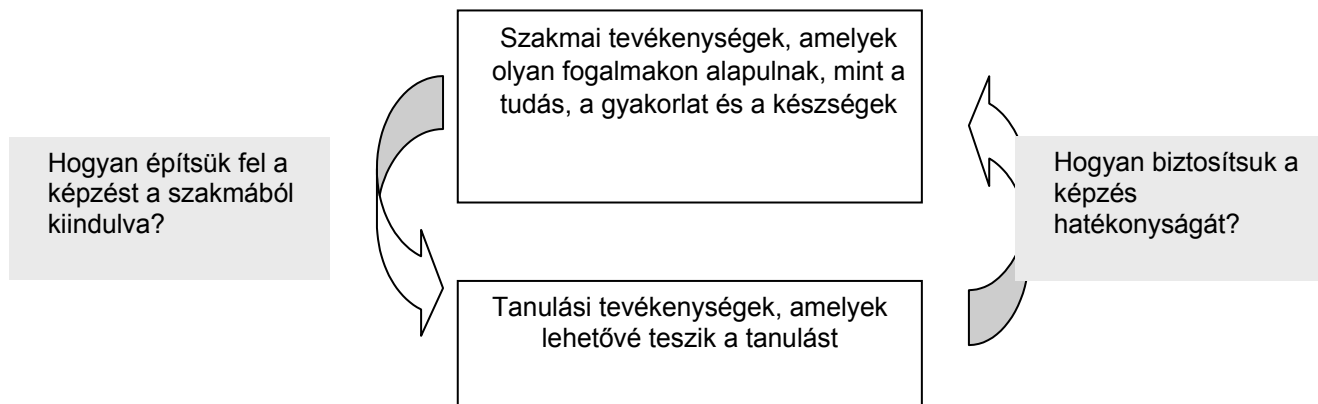 Szakmai tevékenységek, amelyek
olyan fogalmakon alapulnak, mint a
tudás, a gyakorlat és a készségek
Hogyan építsük fel a
képzést a szakmából
kiindulva?
Hogyan biztosítsuk a
képzés
hatékonyságát?
Tanulási tevékenységek, amelyek
lehetővé teszik a tanulást